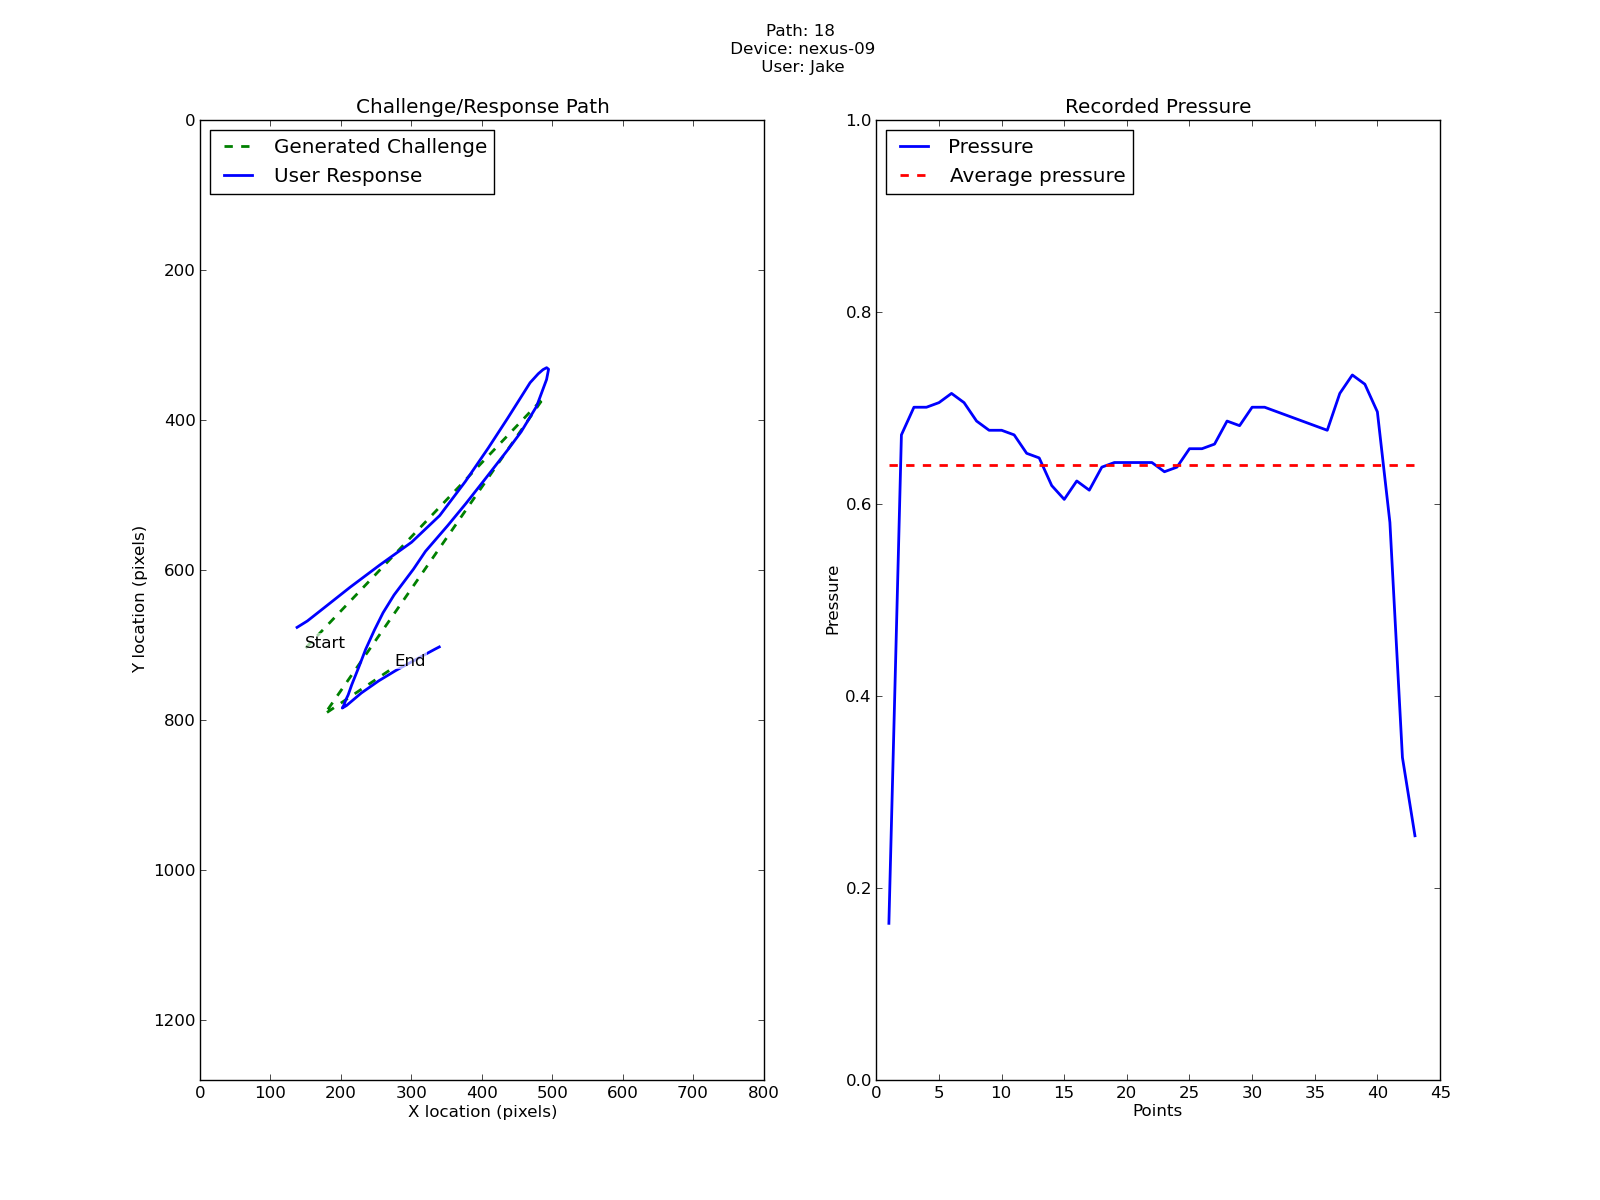 Path: 18
Device: nexus-09
User: Jake
Challenge/Response Path
Generated Challenge
User Response
0
200
400
600
800
1000
1200
Y location (pixels)
Start
End
0 100 200 300 400 500 600 700 800
X location (pixels)
Recorded Pressure
Pressure
Average pressure
1.0
0.8
0.6
0.4
0.2
0.0
Pressure
0 5 10 15 20 25 30 35 40 45
Points